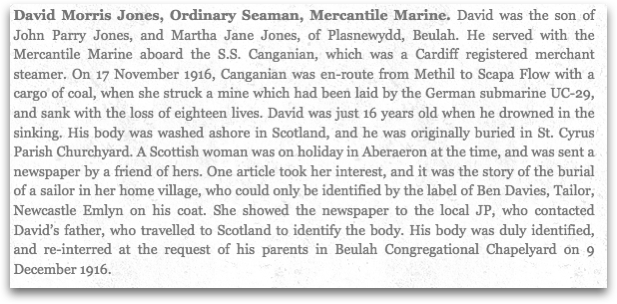 David Morris Jones, Ordinary Seaman, Mercantile Marine. David was the son of
John Parry Jones, and Martha Jane Jones, of Plasnewydd, Beulah. He served with the
Mercantile Marine aboard the S.S. Canganian, which was a Cardiff registered merchant
steamer. On 17 November 1916, Canganian was en-route from Methil to Scapa Flow with a
cargo of coal, when she struck a mine which had been laid by the German submarine UC-29,
and sank with the loss of eighteen lives. David was just 16 years old when he drowned in the
sinking. His body was washed ashore in Scotland, and he was originally buried in St. Cyrus
Parish Churchyard. A Scottish woman was on holiday in Aberaeron at the time, and was sent a
newspaper by a friend of hers. One article took her interest, and it was the story of the burial
of a sailor in her home village, who could only be identified by the label of Ben Davies, Tailor,
Newcastle Emlyn on his coat. She showed the newspaper to the local JP, who contacted
David's father, who travelled to Scotland to identify the body. His body was duly identified,
and re-interred at the request of his parents in Beulah Congregational Chapelyard on 9
December 1916.